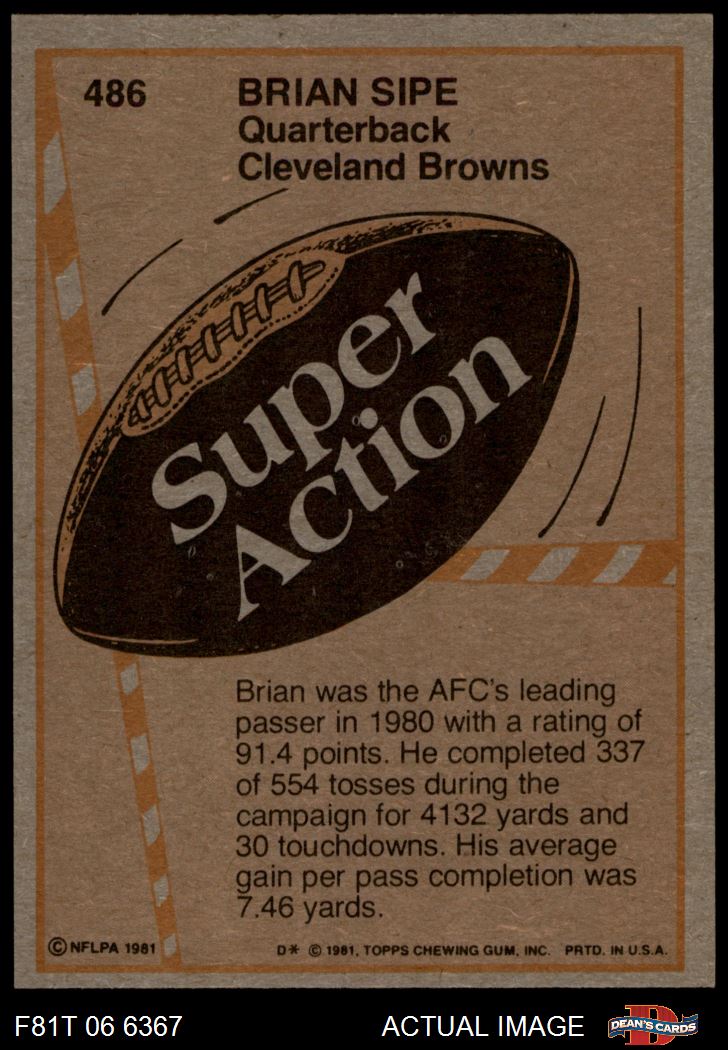 486
BRIAN SIPE
Quarterback
Cleveland Browns
Super
Action
Brian was the AFC's leading
passer in 1980 with a rating of
91.4 points. He completed 337
of 554 tosses during the
campaign for 4132 yards and
30 touchdowns. His average
gain per pass completion was
7.46 yards.
© NFLPA 1981
D* © 1981, TOPPS CHEWING GUM, INC. PRTD. IN U.S.A.
F81T 06 6367
ACTUAL IMAGE
D
DEAN'S CARDS